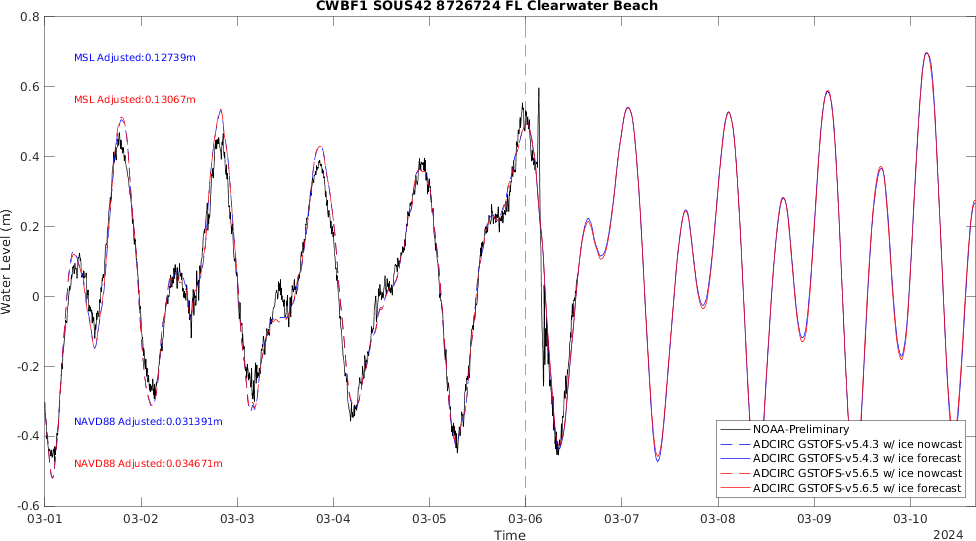 CWBF1 SOUS42 8726724 FL Clearwater Beach
0.8
0.6
0.4
0.2
0
-0.2
-0.4
-0.6
Water Level (m)
MSL Adjusted:0.12739m
MSL Adjusted:0.13067m
NAVD88 Adjusted:0.031391m
NAVD88 Adjusted:0.034671m
NOAA-Preliminary
ADCIRC GSTOFS-v5.4.3 w/ ice nowcast
ADCIRC GSTOFS-v5.4.3 w/ ice forecast
ADCIRC GSTOFS-v5.6.5 w/ ice nowcast
ADCIRC GSTOFS-v5.6.5 w/ ice forecast
03-01 03-02 03-03 03-04 03-05 03-06 03-07 03-08 03-09 03-10
Time
2024